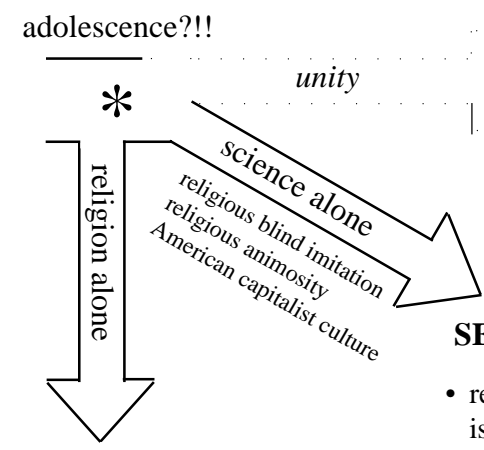 adolescence?!!
unity
*
science alone
religious blind imitation
religious animosity
American capitalist culture
religion alone
•